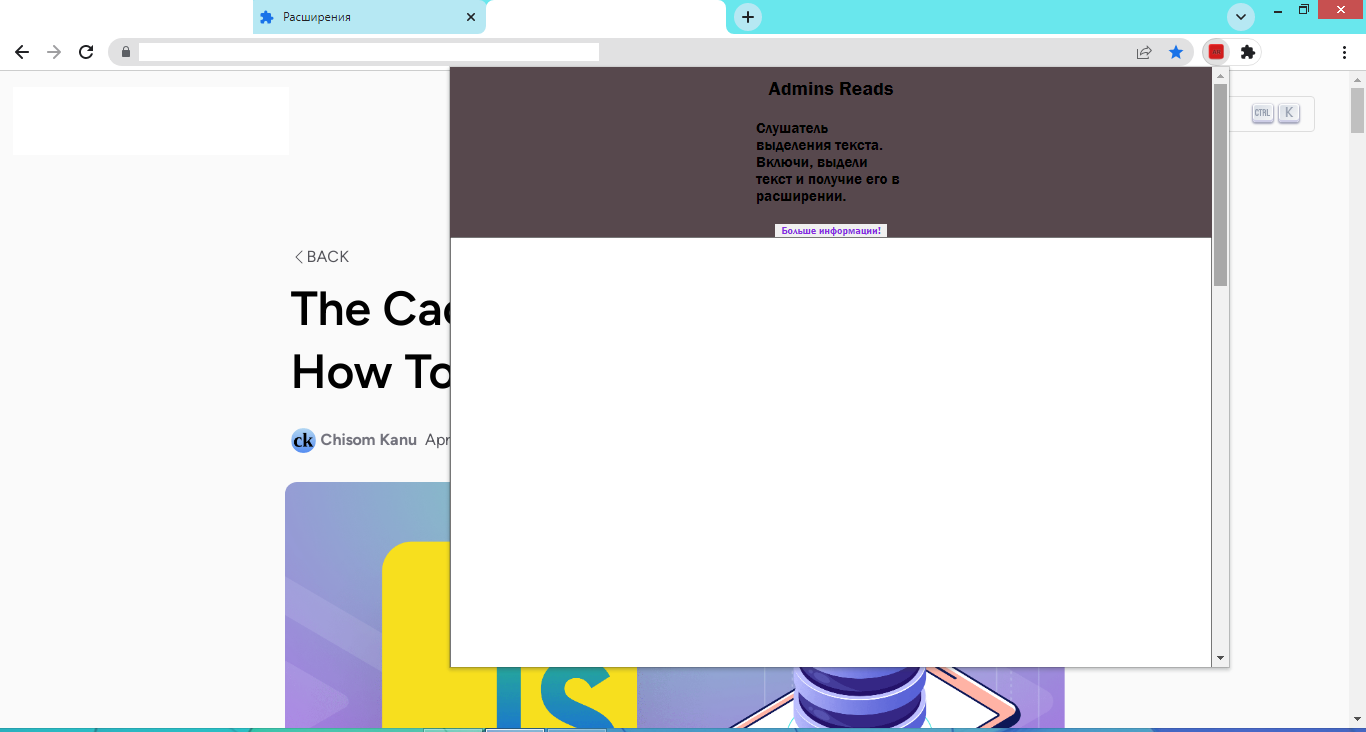 Расширения
CTRL K
Admins Reads
Слушатель
выделения текста.
Включи, выдели
текст и получие его в
расширении.
Больше информации!
BACK
The Cac
How To
ck Chisom Kanu Apr
JS